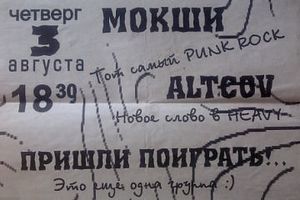 четверг
3
августа
18 30
МОКШИ
Тот самый PUNK ROCK
ALTEOV
Новое слово в HEAVY
ПРИШЛИ ПОИГРАТЬ!..
Это еще одна группа :)